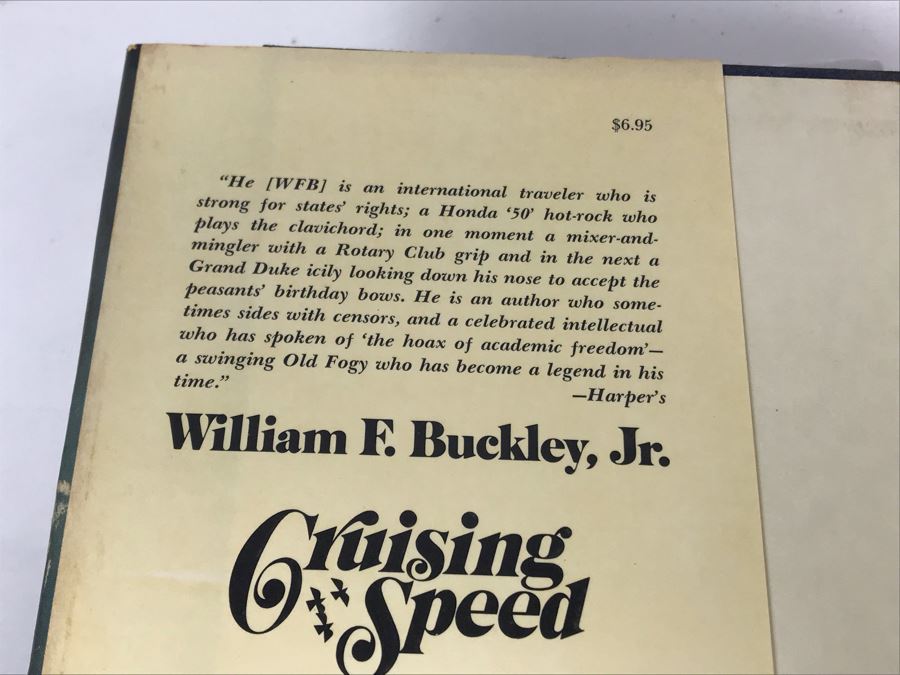 $6.95
“He [WFB] is an international traveler who is
strong for states’ rights; a Honda ‘50’ hot-rock who
plays the clavichord; in one moment a mixer-and-
mingler with a Rotary Club grip and in the next a
Grand Duke icily looking down his nose to accept the
peasants’ birthday bows. He is an author who some-
times sides with censors, and a celebrated intellectual
who has spoken of ‘the hoax of academic freedom’—
a swinging Old Fogy who has become a legend in his
time.”
—Harper’s
William F. Buckley, Jr.
Cruising
Speed